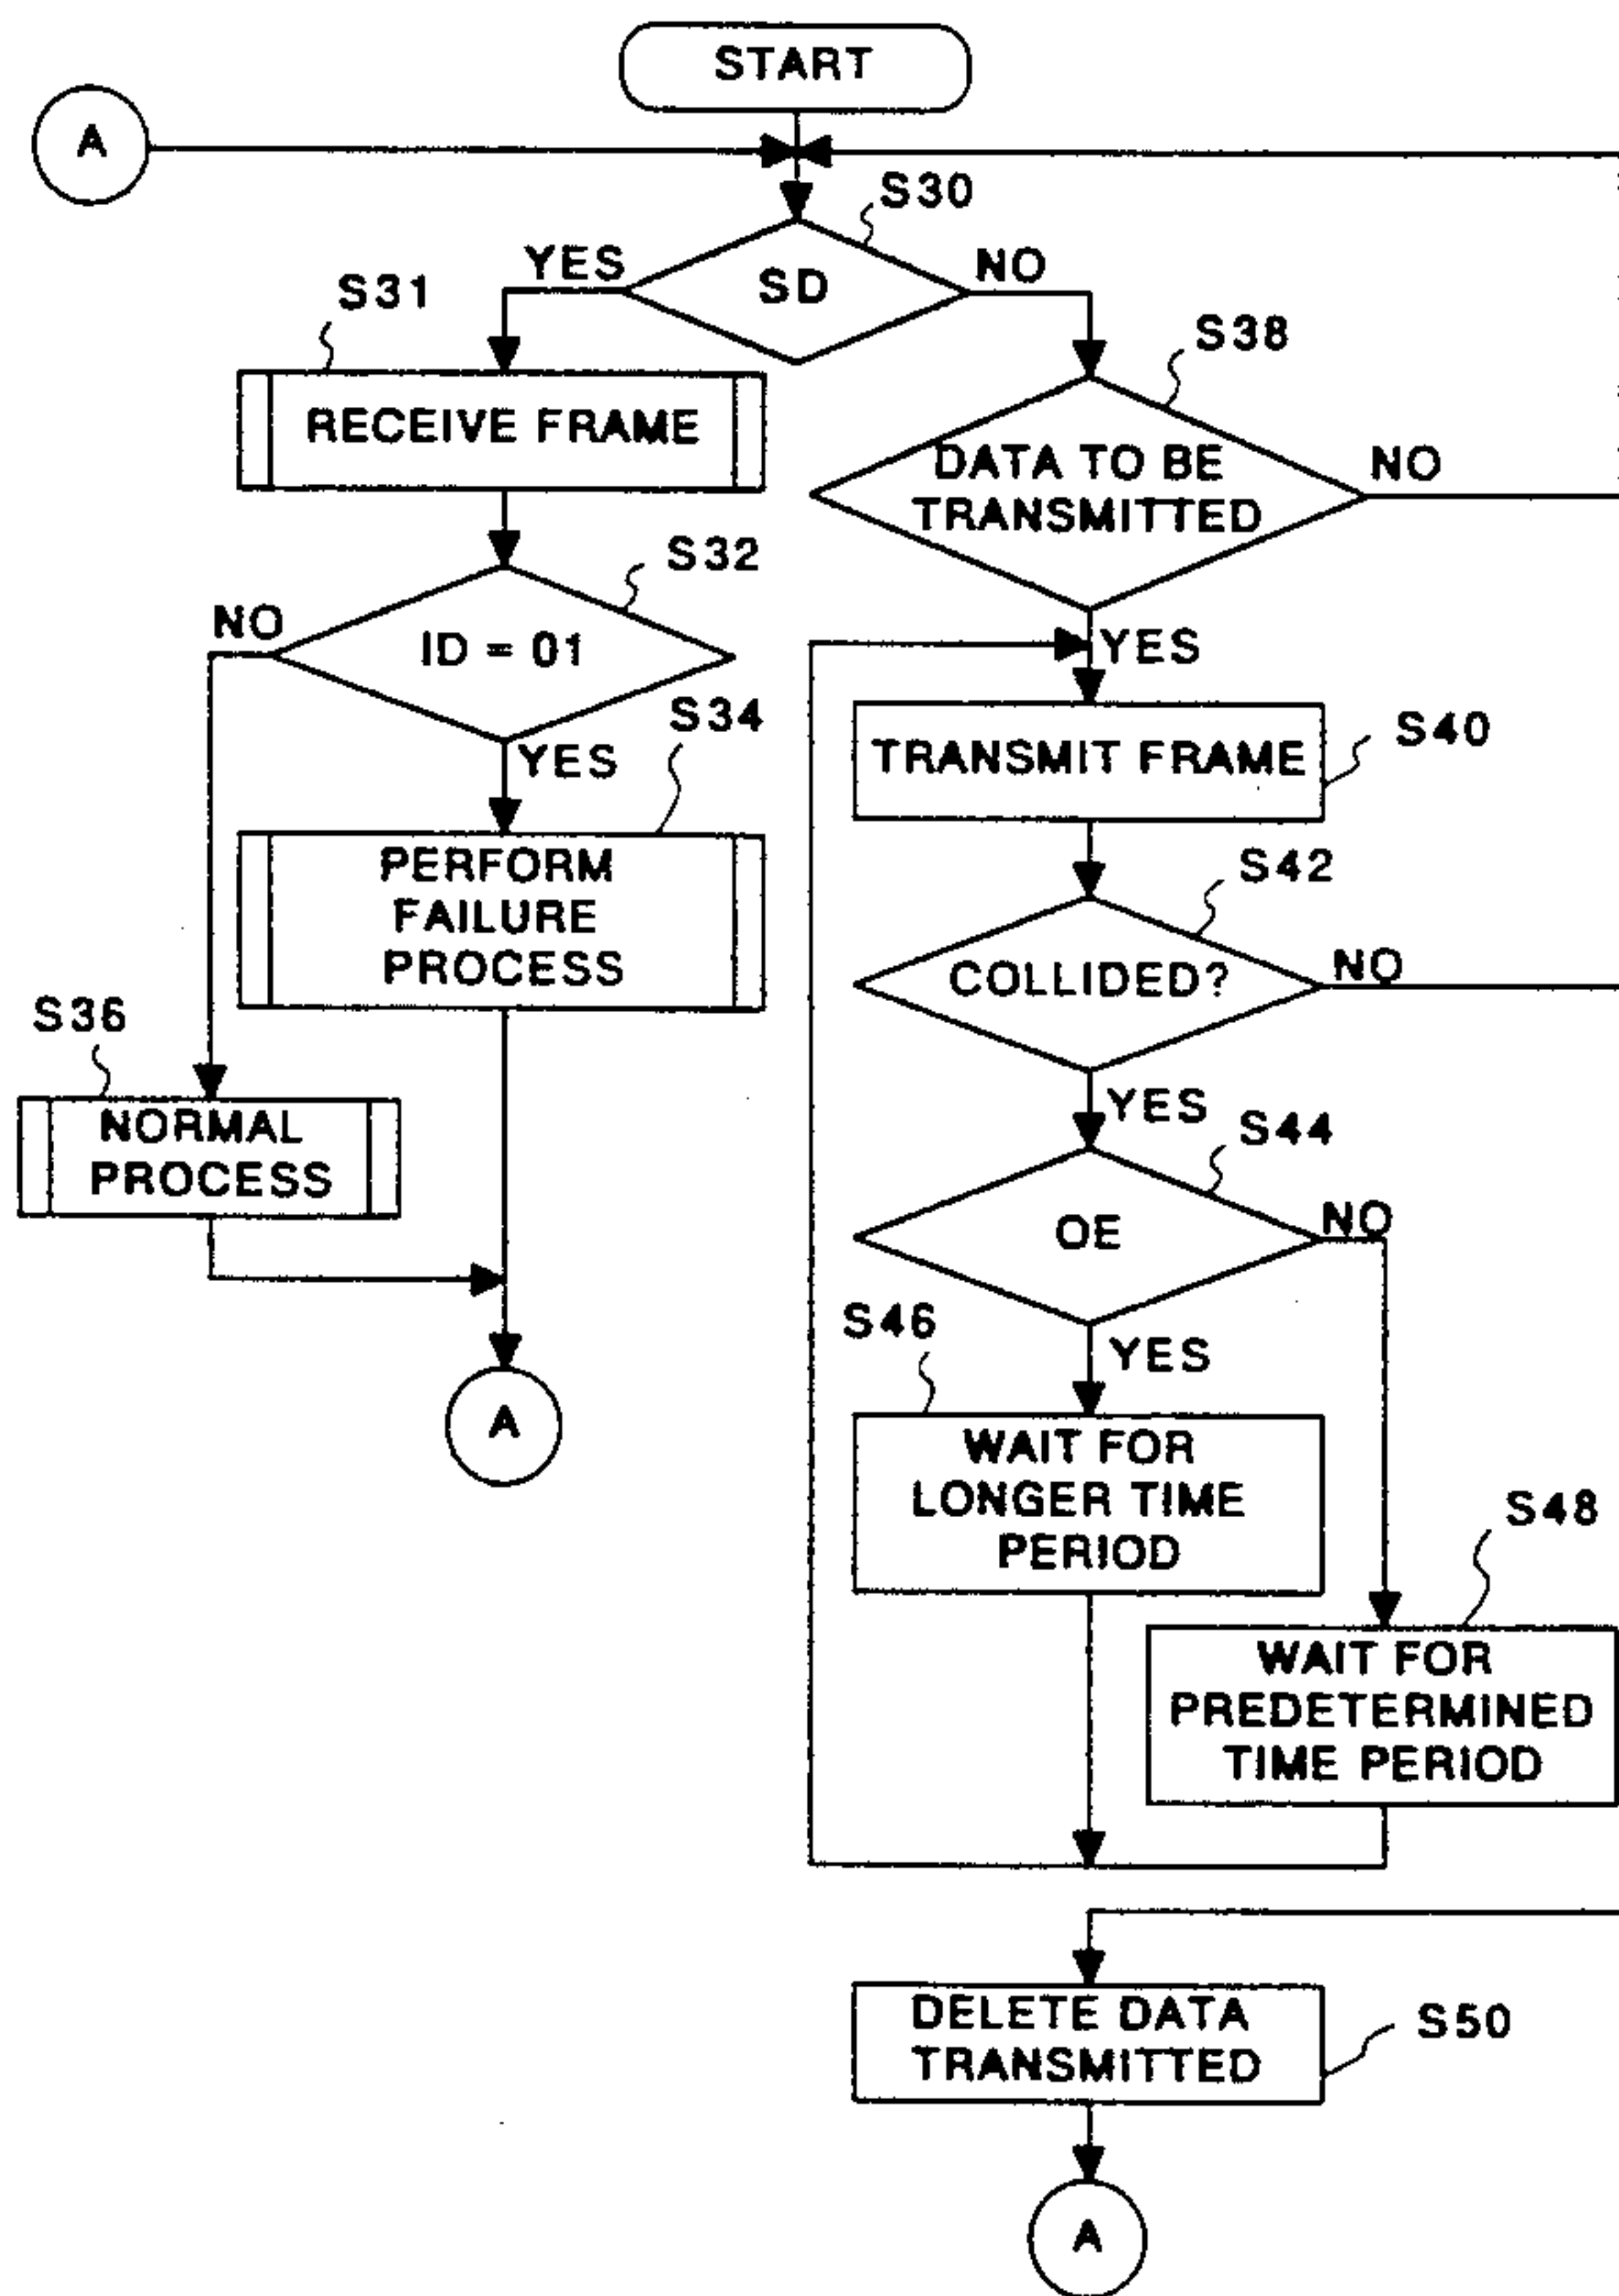 START
A
S30
SD
YES
NO
S31
RECEIVE FRAME
S38
DATA TO BE
TRANSMITTED
NO
YES
S32
ID = 01
NO
YES
S34
PERFORM
FAILURE
PROCESS
S36
NORMAL
PROCESS
A
TRANSMIT FRAME
S40
S42
COLLIDED?
NO
YES
S44
OE
NO
YES
S46
WAIT FOR
LONGER TIME
PERIOD
S48
WAIT FOR
PREDETERMINED
TIME PERIOD
DELETE DATA
TRANSMITTED
S50
A